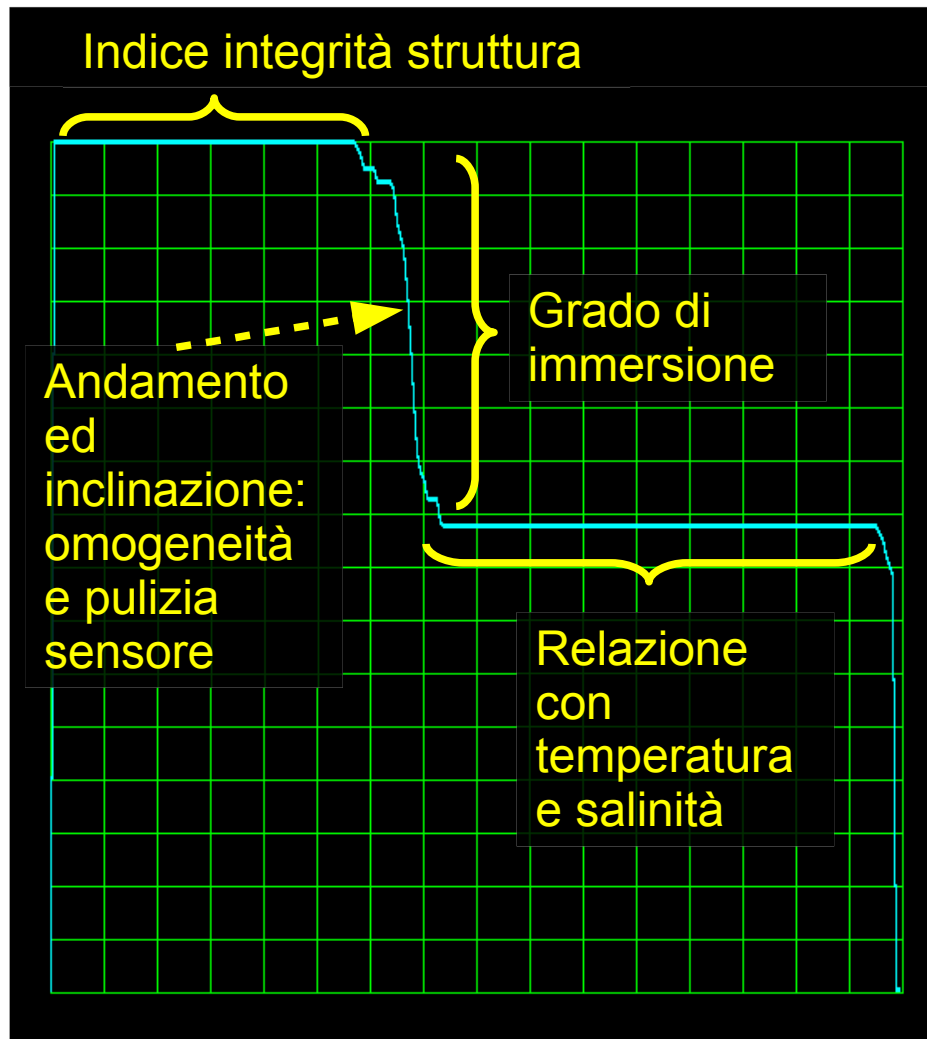 Indice integrità struttura
Grado di
immersione
Andamento
ed
inclinazione:
omogeneità
e pulizia
sensore
Relazione
con
temperatura
e salinità